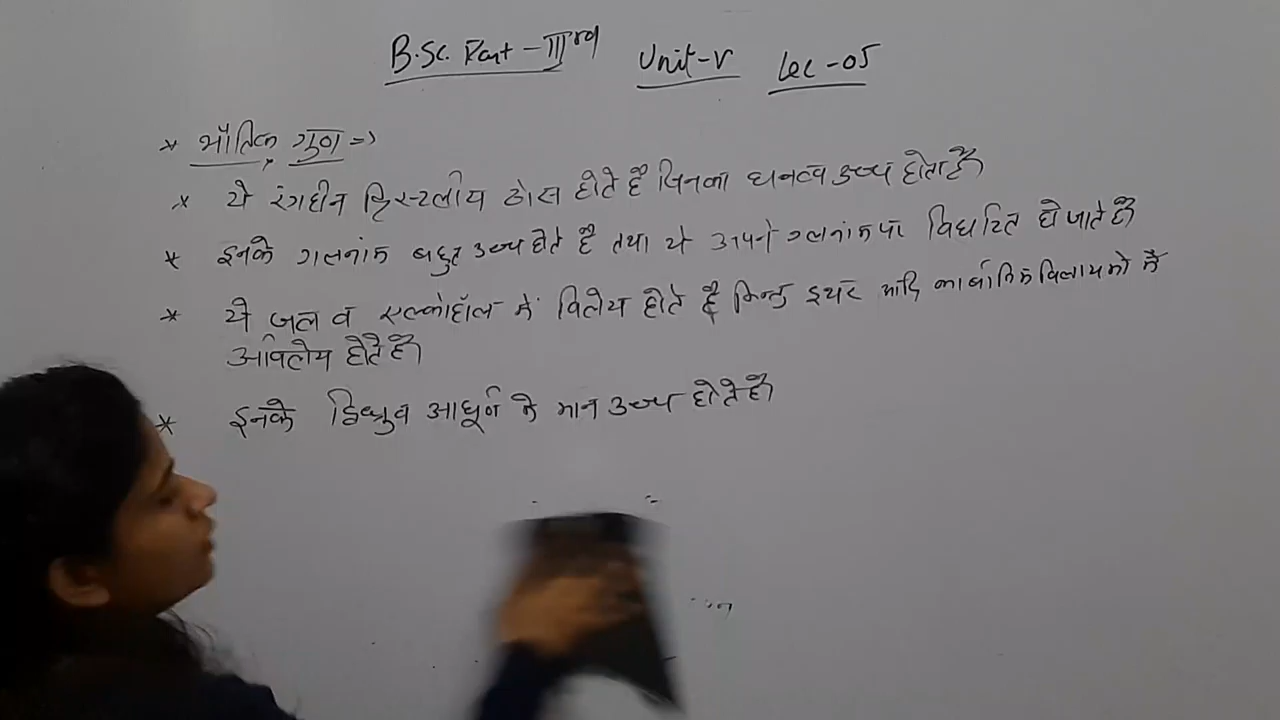 B.Sc. Part - III rd Unit-V Lec-05
* भौतिक गुण =>
* ये रंगहीन क्रिस्टलीय ठोस होते है जिनका घनत्व उच्च होता है।
* इनके गलनांक बहुत उच्च होते है तथा ये अपने गलनांक पर विघटित हो जाते है।
* ये जल व एल्कोहॉल में विलेय होते है किन्तु ईथर आदि कार्बनिक विलायकों में
अविलेय होते है।
* इनके द्विध्रुव आघूर्ण के मान उच्च होते है।